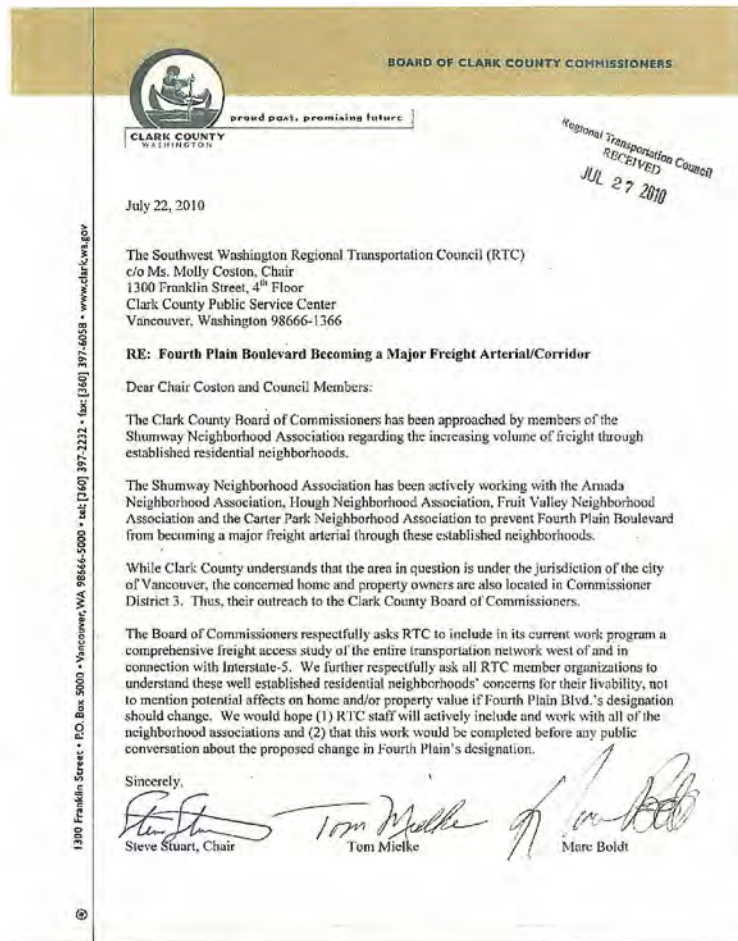 BOARD OF CLARK COUNTY COMMISSIONERS
proud past, promising future
CLARK COUNTY
WASHINGTON
Regional Transportation Council
RECEIVED
JUL 27 2010
July 22, 2010
The Southwest Washington Regional Transportation Council (RTC)
c/o Ms. Molly Coston, Chair
1300 Franklin Street, 4th Floor
Clark County Public Service Center
Vancouver, Washington 98666-1366
RE: Fourth Plain Boulevard Becoming a Major Freight Arterial/Corridor
Dear Chair Coston and Council Members:
The Clark County Board of Commissioners has been approached by members of the
Shumway Neighborhood Association regarding the increasing volume of freight through
established residential neighborhoods.
The Shumway Neighborhood Association has been actively working with the Arnada
Neighborhood Association, Hough Neighborhood Association, Fruit Valley Neighborhood
Association and the Carter Park Neighborhood Association to prevent Fourth Plain Boulevard
from becoming a major freight arterial through these established neighborhoods.
While Clark County understands that the area in question is under the jurisdiction of the city
of Vancouver, the concerned home and property owners are also located in Commissioner
District 3. Thus, their outreach to the Clark County Board of Commissioners.
The Board of Commissioners respectfully asks RTC to include in its current work program a
comprehensive freight access study of the entire transportation network west of and in
connection with Interstate-5. We further respectfully ask all RTC member organizations to
understand these well established residential neighborhoods' concerns for their livability, not
to mention potential affects on home and/or property value if Fourth Plain Blvd.'s designation
should change. We would hope (1) RTC staff will actively include and work with all of the
neighborhood associations and (2) that this work would be completed before any public
conversation about the proposed change in Fourth Plain's designation.
Sincerely,
Tom Mielke
Steve Stuart, Chair
Tom Mielke
Marc Boldt
1300 Franklin Street • P.O. Box 5000 • Vancouver, WA 98666-5000 • tel: [360] 397-2232 • fax: [360] 397-6058 • www.clark.wa.gov